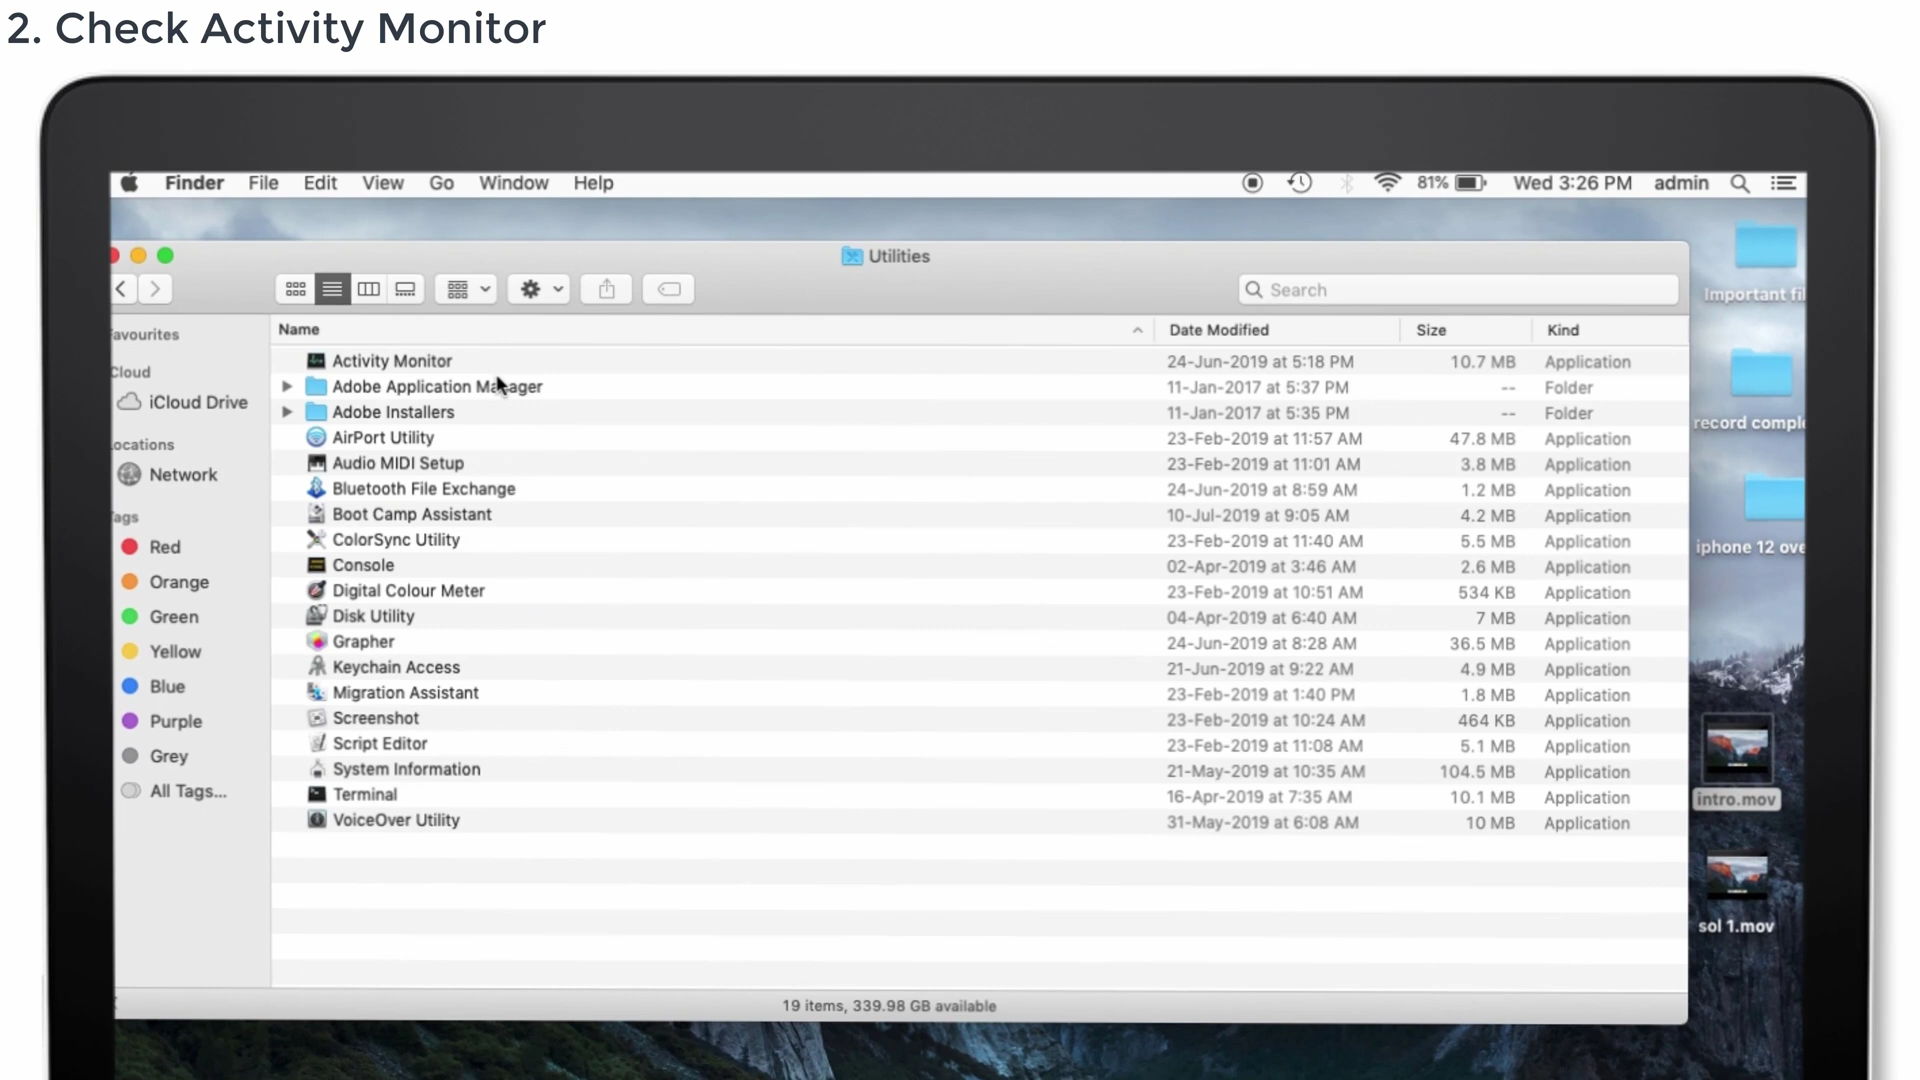 2. Check Activity Monitor
Finder File Edit View Go Window Help 81% Wed 3:26 PM admin
Utilities
Search
avourites
Cloud
iCloud Drive
ocations
Network
ags
Red
Orange
Green
Yellow
Blue
Purple
Grey
All Tags...
Name Date Modified Size Kind
Activity Monitor 24-Jun-2019 at 5:18 PM 10.7 MB Application
Adobe Application Manager 11-Jan-2017 at 5:37 PM -- Folder
Adobe Installers 11-Jan-2017 at 5:35 PM -- Folder
AirPort Utility 23-Feb-2019 at 11:57 AM 47.8 MB Application
Audio MIDI Setup 23-Feb-2019 at 11:01 AM 3.8 MB Application
Bluetooth File Exchange 24-Jun-2019 at 8:59 AM 1.2 MB Application
Boot Camp Assistant 10-Jul-2019 at 9:05 AM 4.2 MB Application
ColorSync Utility 23-Feb-2019 at 11:40 AM 5.5 MB Application
Console 02-Apr-2019 at 3:46 AM 2.6 MB Application
Digital Colour Meter 23-Feb-2019 at 10:51 AM 534 KB Application
Disk Utility 04-Apr-2019 at 6:40 AM 7 MB Application
Grapher 24-Jun-2019 at 8:28 AM 36.5 MB Application
Keychain Access 21-Jun-2019 at 9:22 AM 4.9 MB Application
Migration Assistant 23-Feb-2019 at 1:40 PM 1.8 MB Application
Screenshot 23-Feb-2019 at 10:24 AM 464 KB Application
Script Editor 23-Feb-2019 at 11:08 AM 5.1 MB Application
System Information 21-May-2019 at 10:35 AM 104.5 MB Application
Terminal 16-Apr-2019 at 7:35 AM 10.1 MB Application
VoiceOver Utility 31-May-2019 at 6:08 AM 10 MB Application
19 items, 339.98 GB available
Important fil
record comple
iphone 12 ove
intro.mov
sol 1.mov